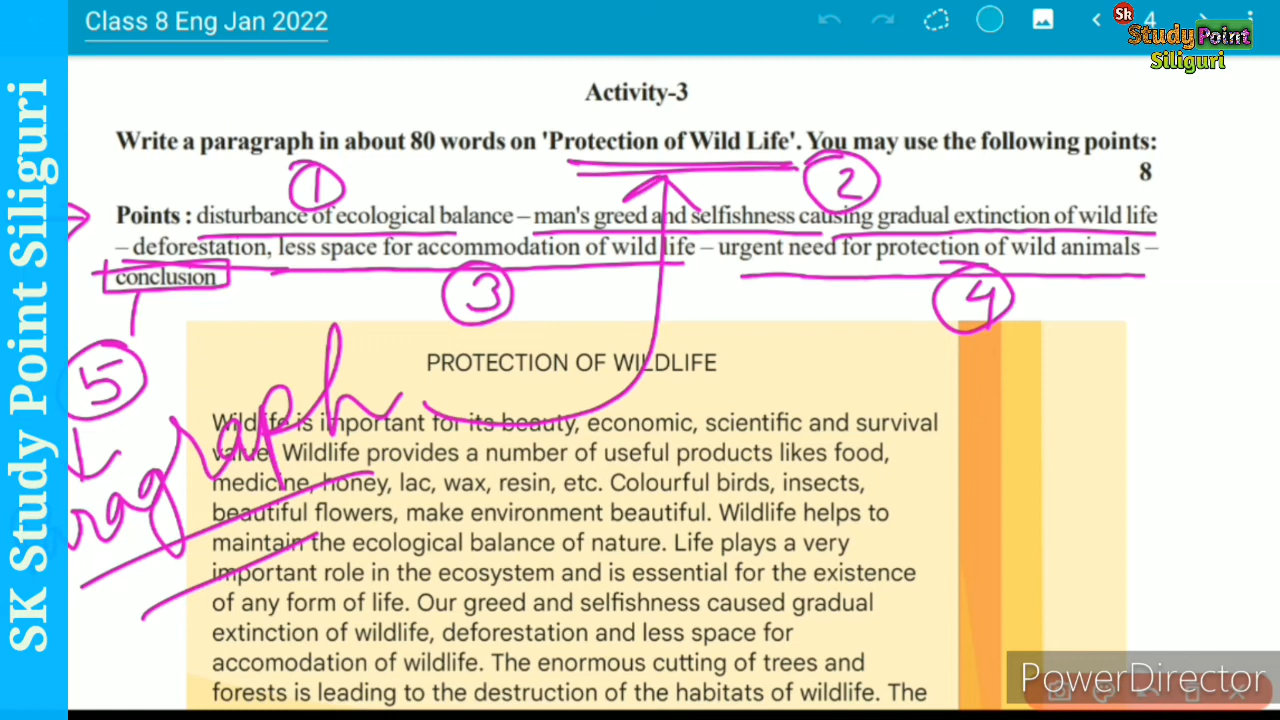 Class 8 Eng Jan 2022
4
Sk
Study Point
Siliguri
SK Study Point Siliguri
Activity-3
Write a paragraph in about 80 words on 'Protection of Wild Life'. You may use the following points:
8
1
2
Points : disturbance of ecological balance – man's greed and selfishness causing gradual extinction of wild life
– deforestation, less space for accommodation of wild life – urgent need for protection of wild animals –
conclusion
3
4
5
ragraph
PROTECTION OF WILDLIFE
Wildlife is important for its beauty, economic, scientific and survival
value. Wildlife provides a number of useful products likes food,
medicine, honey, lac, wax, resin, etc. Colourful birds, insects,
beautiful flowers, make environment beautiful. Wildlife helps to
maintain the ecological balance of nature. Life plays a very
important role in the ecosystem and is essential for the existence
of any form of life. Our greed and selfishness caused gradual
extinction of wildlife, deforestation and less space for
accomodation of wildlife. The enormous cutting of trees and
forests is leading to the destruction of the habitats of wildlife. The
PowerDirector